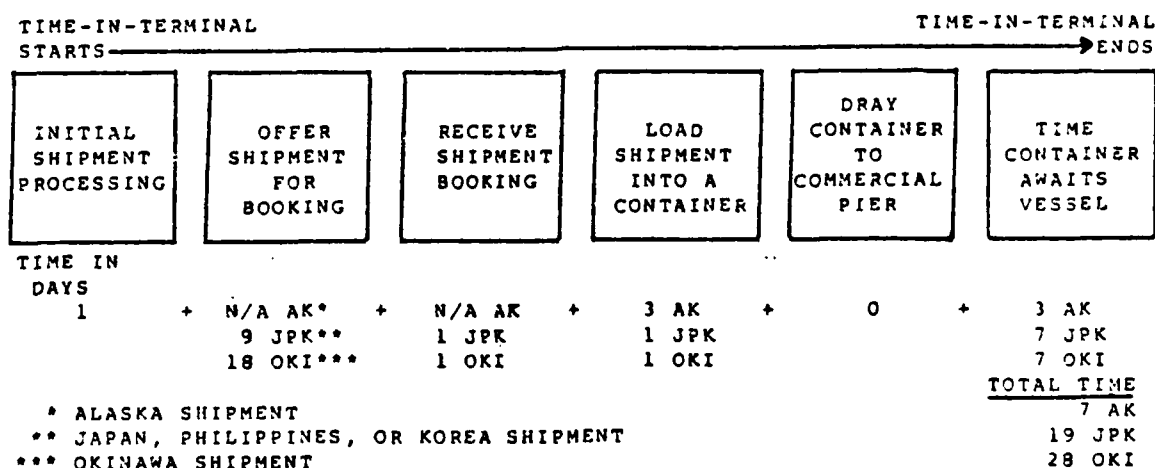 TIME-IN-TERMINAL TIME-IN-TERMINAL
STARTS ENDS
INITIAL
SHIPMENT
PROCESSING
OFFER
SHIPMENT
FOR
BOOKING
RECEIVE
SHIPMENT
BOOKING
LOAD
SHIPMENT
INTO A
CONTAINER
DRAY
CONTAINER
TO
COMMERCIAL
PIER
TIME
CONTAINER
AWAITS
VESSEL
TIME IN
DAYS
1 + N/A AK* + N/A AK + 3 AK + 0 + 3 AK
9 JPK** 1 JPK 1 JPK 7 JPK
18 OKI*** 1 OKI 1 OKI 7 OKI
TOTAL TIME
* ALASKA SHIPMENT 7 AK
** JAPAN, PHILIPPINES, OR KOREA SHIPMENT 19 JPK
*** OKINAWA SHIPMENT 28 OKI